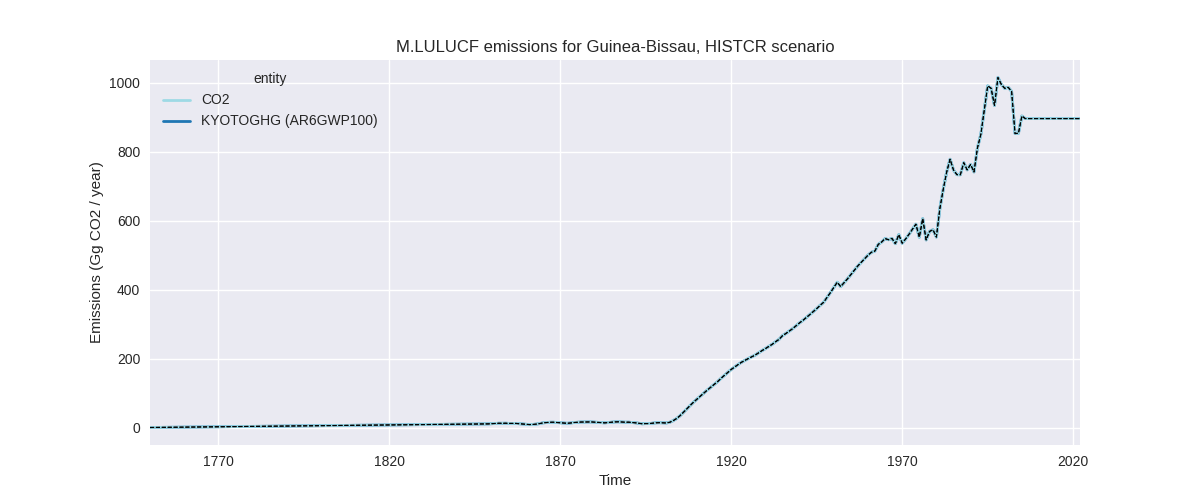 M.LULUCF emissions for Guinea-Bissau, HISTCR scenario
entity
CO2
KYOTOGHG (AR6GWP100)
Emissions (Gg CO2 / year)
1000
800
600
400
200
0
1770 1820 1870 1920 1970 2020
Time